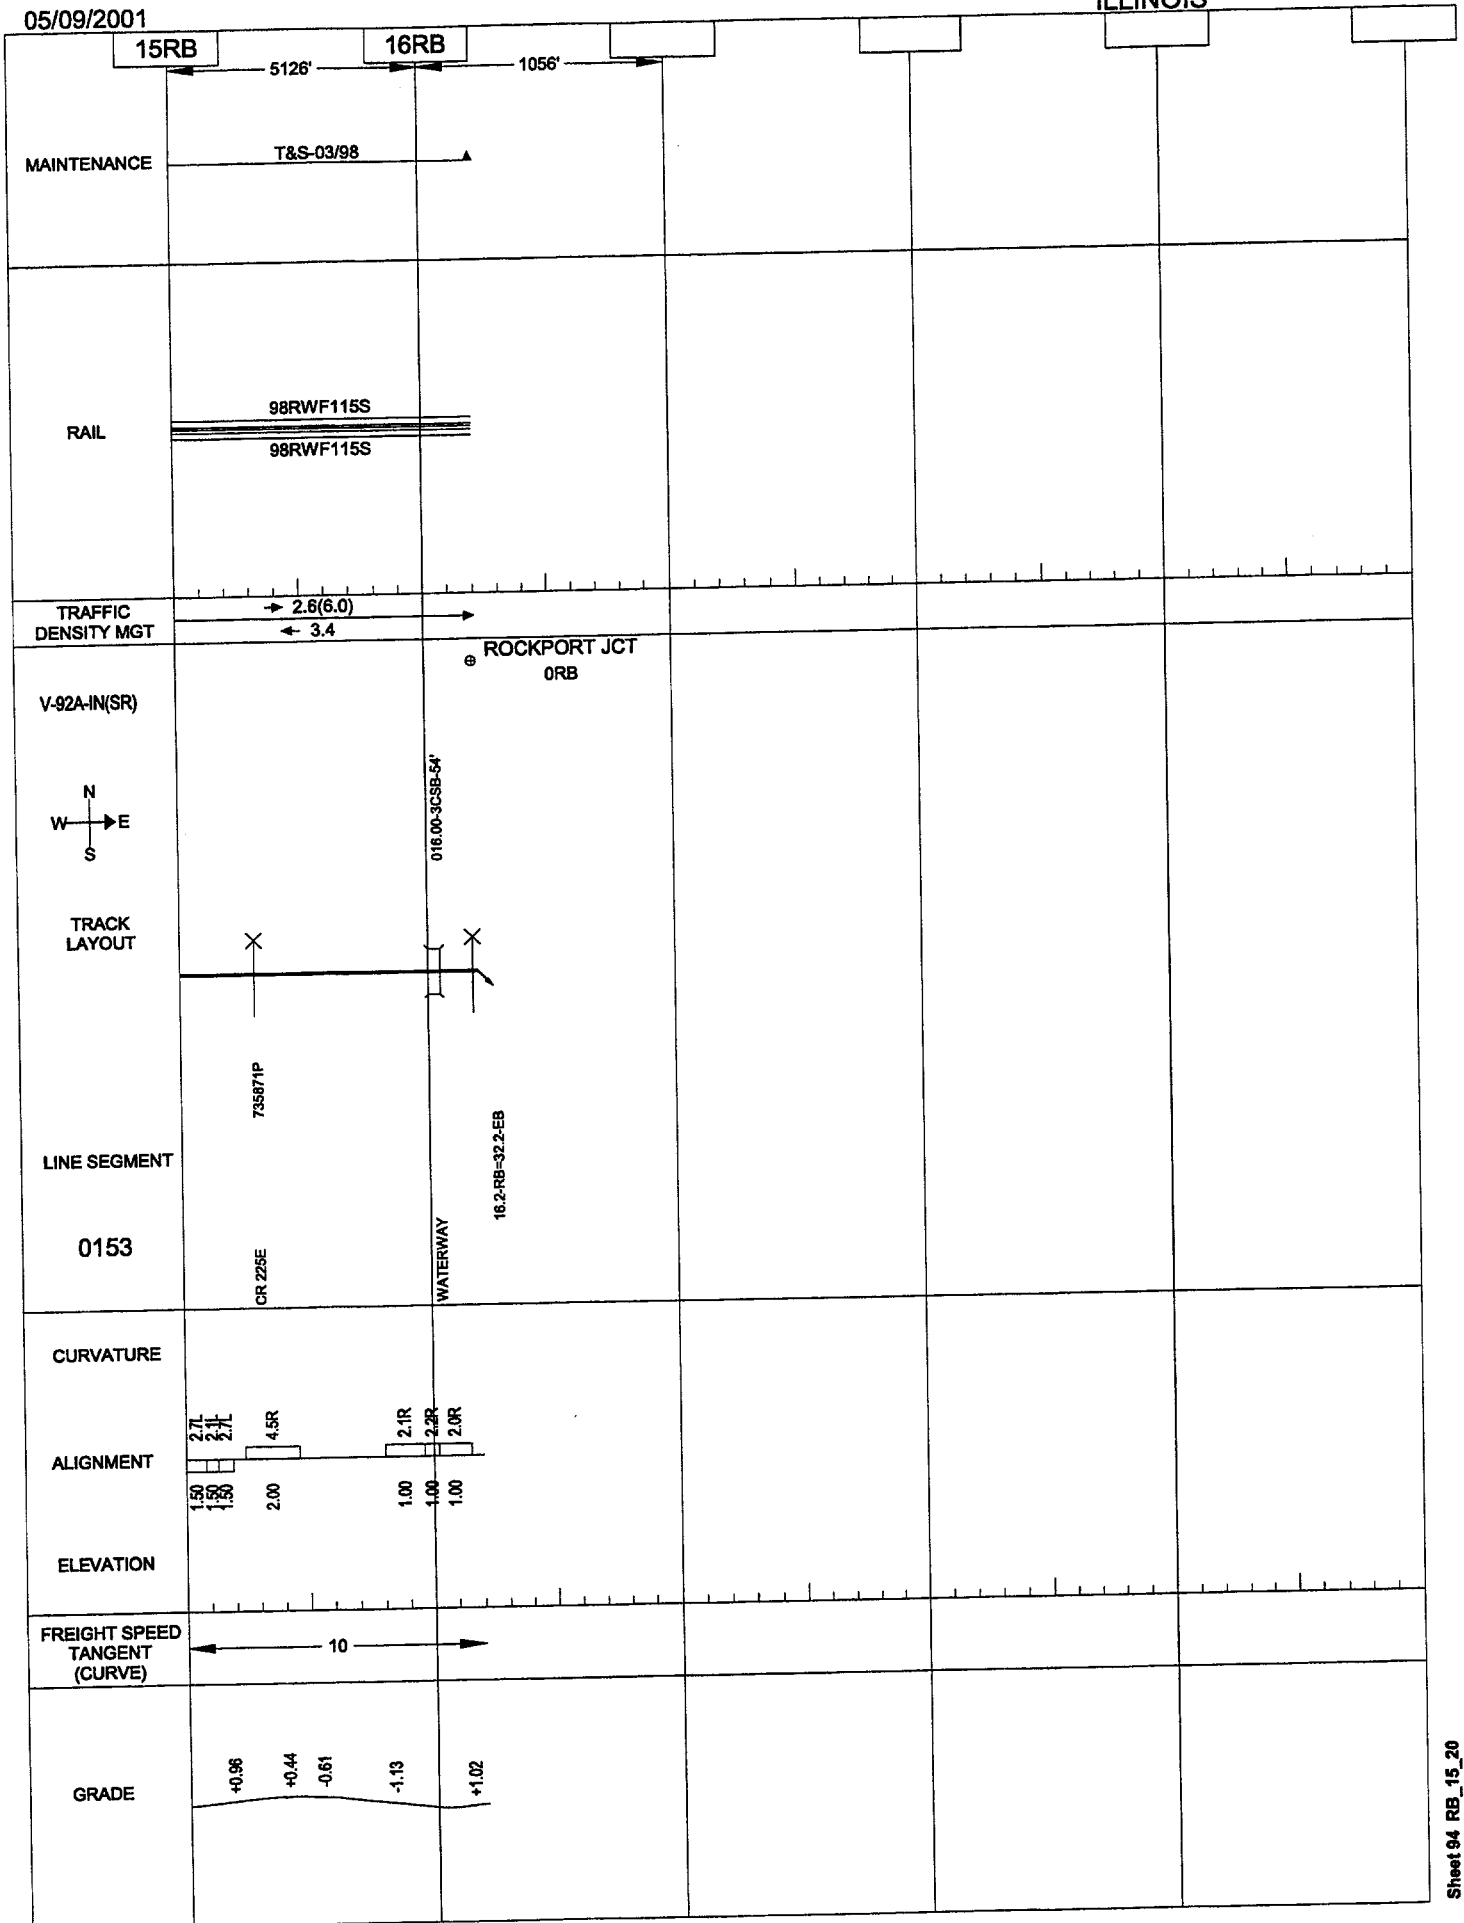 05/09/2001
ILLINOIS
15RB
16RB
5126'
1056'
MAINTENANCE
T&S-03/98
RAIL
98RWF115S
98RWF115S
TRAFFIC
DENSITY MGT
2.6(6.0)
3.4
ROCKPORT JCT
0RB
V-92A-IN(SR)
N
W E
S
016.00-3CSB-54'
TRACK
LAYOUT
735871P
16.2-RB=32.2-EB
LINE SEGMENT
0153
CR 225E
WATERWAY
CURVATURE
2.7L
2.1L
2.7L
4.5R
2.1R
2.2R
2.0R
ALIGNMENT
1.50
1.50
1.50
2.00
1.00
1.00
1.00
ELEVATION
FREIGHT SPEED
TANGENT
(CURVE)
10
GRADE
+0.96
+0.44
-0.61
-1.13
+1.02
Sheet 94 RB_15_20